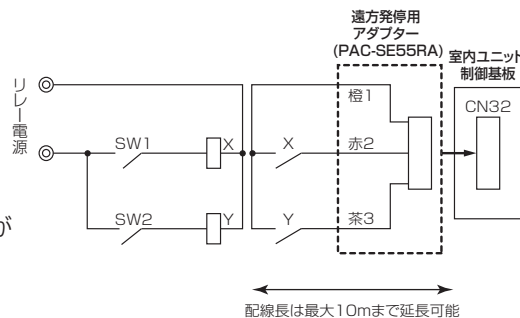 遠方発停用
アダプター
(PAC-SE55RA)
室内ユニット
制御基板
CN32
リレー電源
橙1
SW1
X
X
赤2
SW2
Y
Y
茶3
が
配線長は最大10mまで延長可能